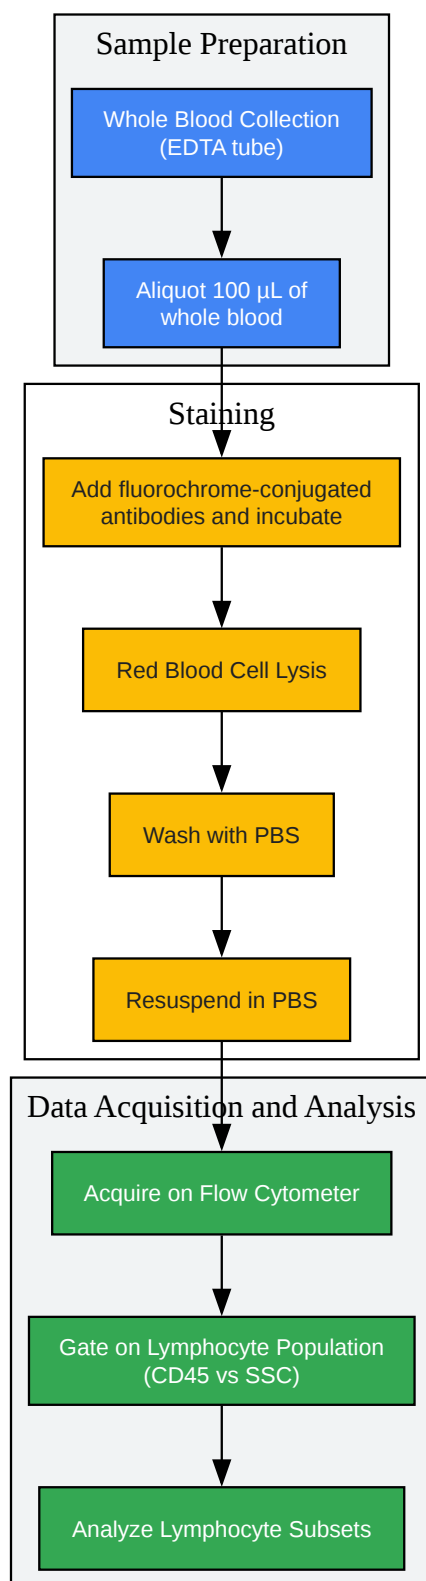 Sample Preparation
Whole Blood Collection
(EDTA tube)
Aliquot 100 µL of
whole blood
Staining
Add fluorochrome-conjugated
antibodies and incubate
Red Blood Cell Lysis
Wash with PBS
Resuspend in PBS
Data Acquisition and Analysis
Acquire on Flow Cytometer
Gate on Lymphocyte Population
(CD45 vs SSC)
Analyze Lymphocyte Subsets